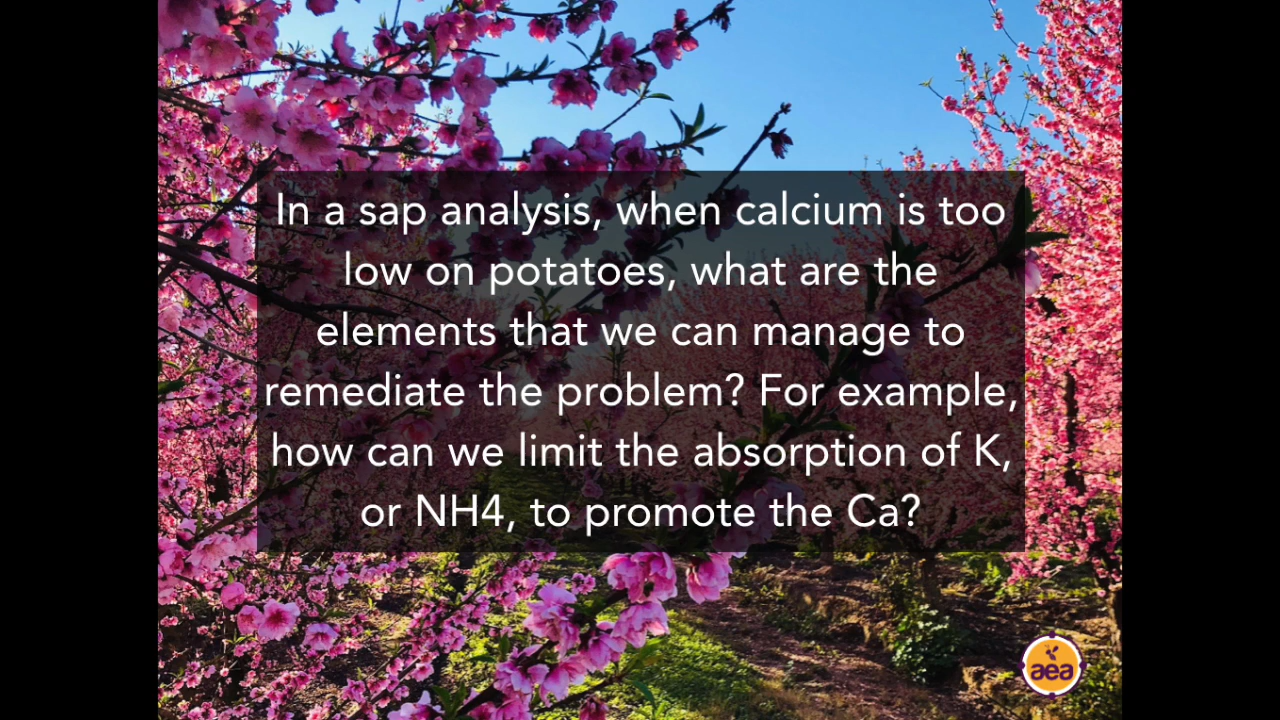 In a sap analysis, when calcium is too
low on potatoes, what are the
elements that we can manage to
remediate the problem? For example,
how can we limit the absorption of K,
or NH4, to promote the Ca?
aea